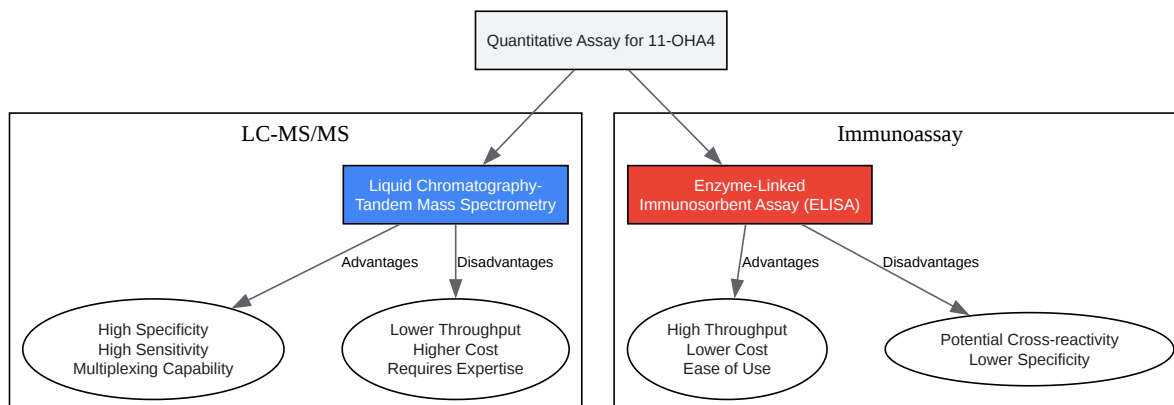 Quantitative Assay for 11-OHA4
LC-MS/MS
Liquid Chromatography-
Tandem Mass Spectrometry
Advantages
Disadvantages
High Specificity
High Sensitivity
Multiplexing Capability
Lower Throughput
Higher Cost
Requires Expertise
Immunoassay
Enzyme-Linked
Immunosorbent Assay (ELISA)
Advantages
Disadvantages
High Throughput
Lower Cost
Ease of Use
Potential Cross-reactivity
Lower Specificity